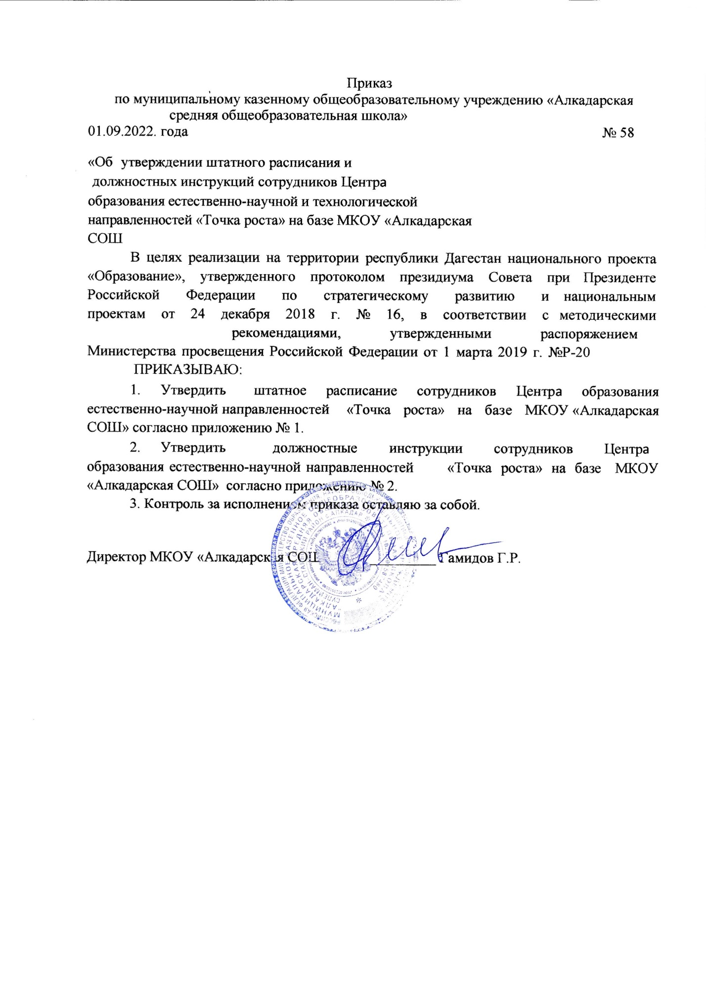 Приказ
по муниципальному казенному общеобразовательному учреждению «Алкадарская
средняя общеобразовательная школа»
01.09.2022. года № 58
«Об утверждении штатного расписания и
должностных инструкций сотрудников Центра
образования естественно-научной и технологической
направленностей «Точка роста» на базе МКОУ «Алкадарская
СОШ
В целях реализации на территории республики Дагестан национального проекта
«Образование», утвержденного протоколом президиума Совета при Президенте
Российской Федерации по стратегическому развитию и национальным
проектам от 24 декабря 2018 г. № 16, в соответствии с методическими
рекомендациями, утвержденными распоряжением
Министерства просвещения Российской Федерации от 1 марта 2019 г. №Р-20
ПРИКАЗЫВАЮ:
1. Утвердить штатное расписание сотрудников Центра образования
естественно-научной направленностей «Точка роста» на базе МКОУ «Алкадарская
СОШ» согласно приложению № 1.
2. Утвердить должностные инструкции сотрудников Центра
образования естественно-научной направленностей «Точка роста» на базе МКОУ
«Алкадарская СОШ» согласно приложению № 2.
3. Контроль за исполнением приказа оставляю за собой.
Директор МКОУ «Алкадарская СОШ __________ Гамидов Г.Р.